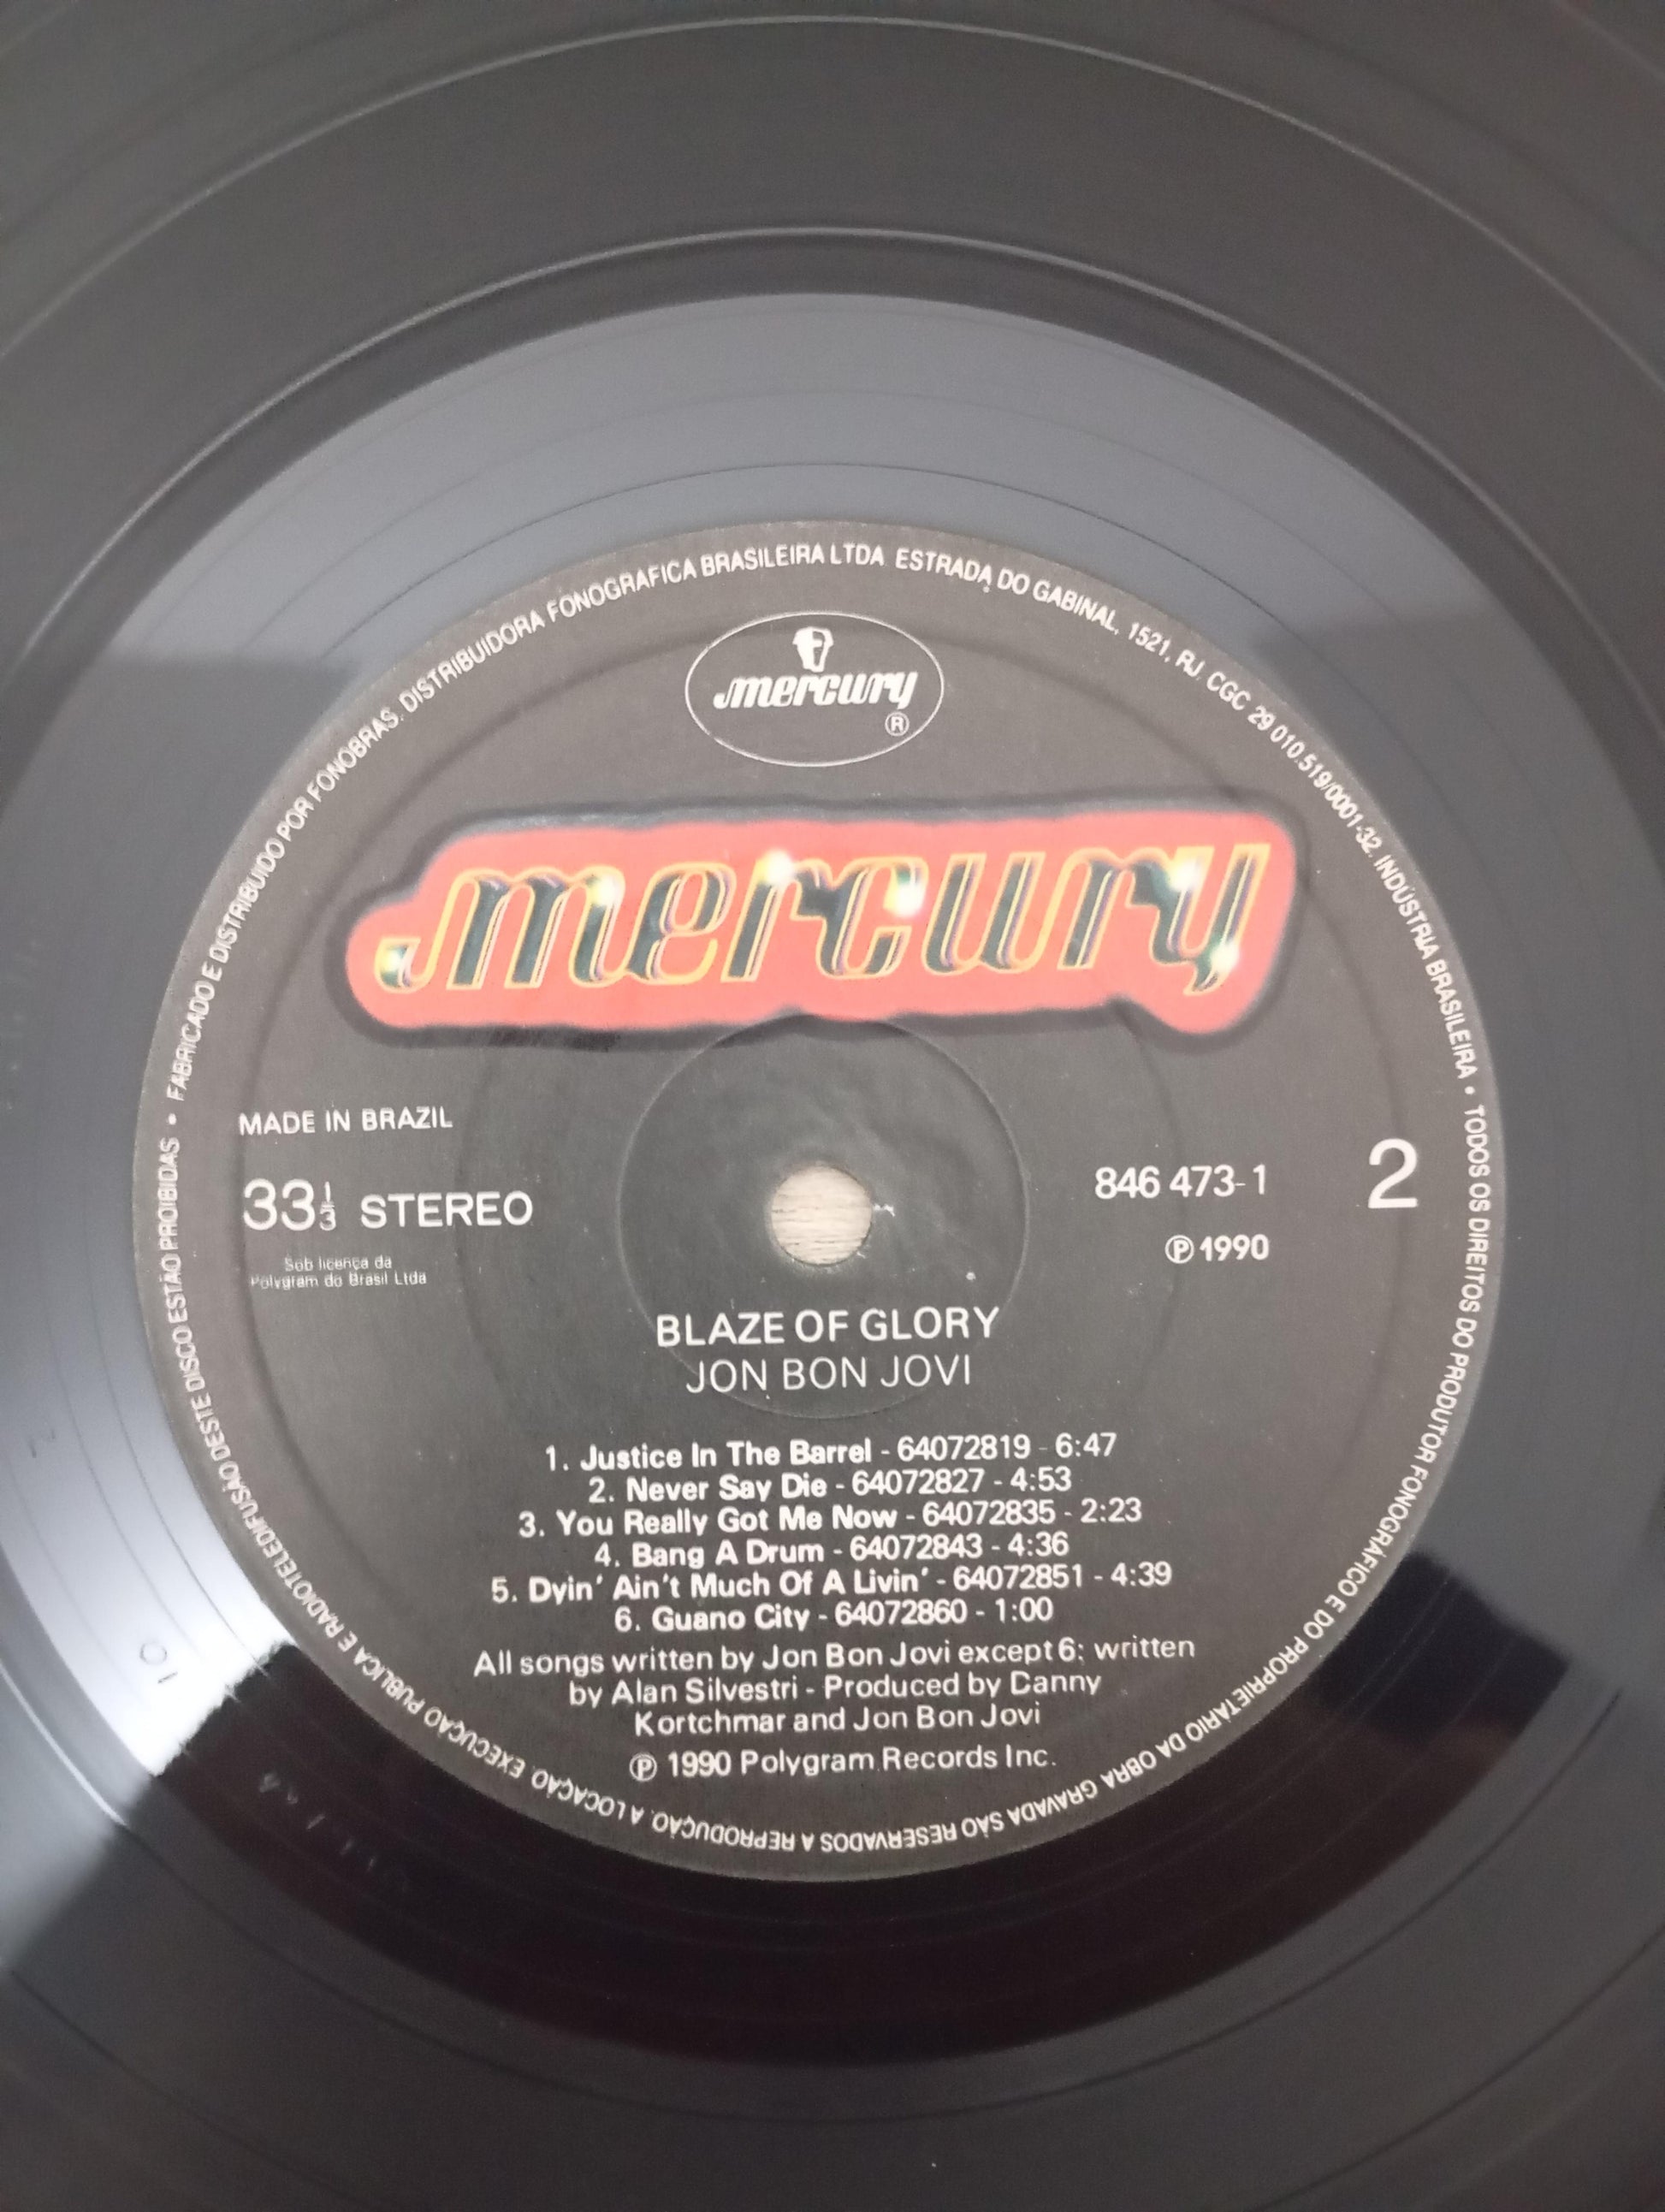 FABRICADO E DISTRIBUIDO POR FONOBRAS. DISTRIBUIDORA FONOGRAFICA BRASILEIRA LTDA ESTRADA DO GABINAL, 1521, RJ, CGC 29 010.519/0001-32. INDÚSTRIA BRASILEIRA • TODOS OS DIREITOS DO PRODUTOR FONOGRÁFICO E DO PROPRIETÁRIO DA OBRA GRAVADA SÃO RESERVADOS A REPRODUÇÃO, A LOCAÇÃO, EXECUÇÃO PUBLICA E RADIOTELEDIFUSÃO DESTE DISCO ESTÃO PROIBIDAS •
mercury
®
mercury
MADE IN BRAZIL
33 1/3 STEREO
Sob licença da
Polygram do Brasil Ltda
846 473-1
2
℗ 1990
BLAZE OF GLORY
JON BON JOVI
1. Justice In The Barrel - 64072819 - 6:47
2. Never Say Die - 64072827 - 4:53
3. You Really Got Me Now - 64072835 - 2:23
4. Bang A Drum - 64072843 - 4:36
5. Dyin' Ain't Much Of A Livin' - 64072851 - 4:39
6. Guano City - 64072860 - 1:00
All songs written by Jon Bon Jovi except 6: written
by Alan Silvestri - Produced by Danny
Kortchmar and Jon Bon Jovi
℗ 1990 Polygram Records Inc.